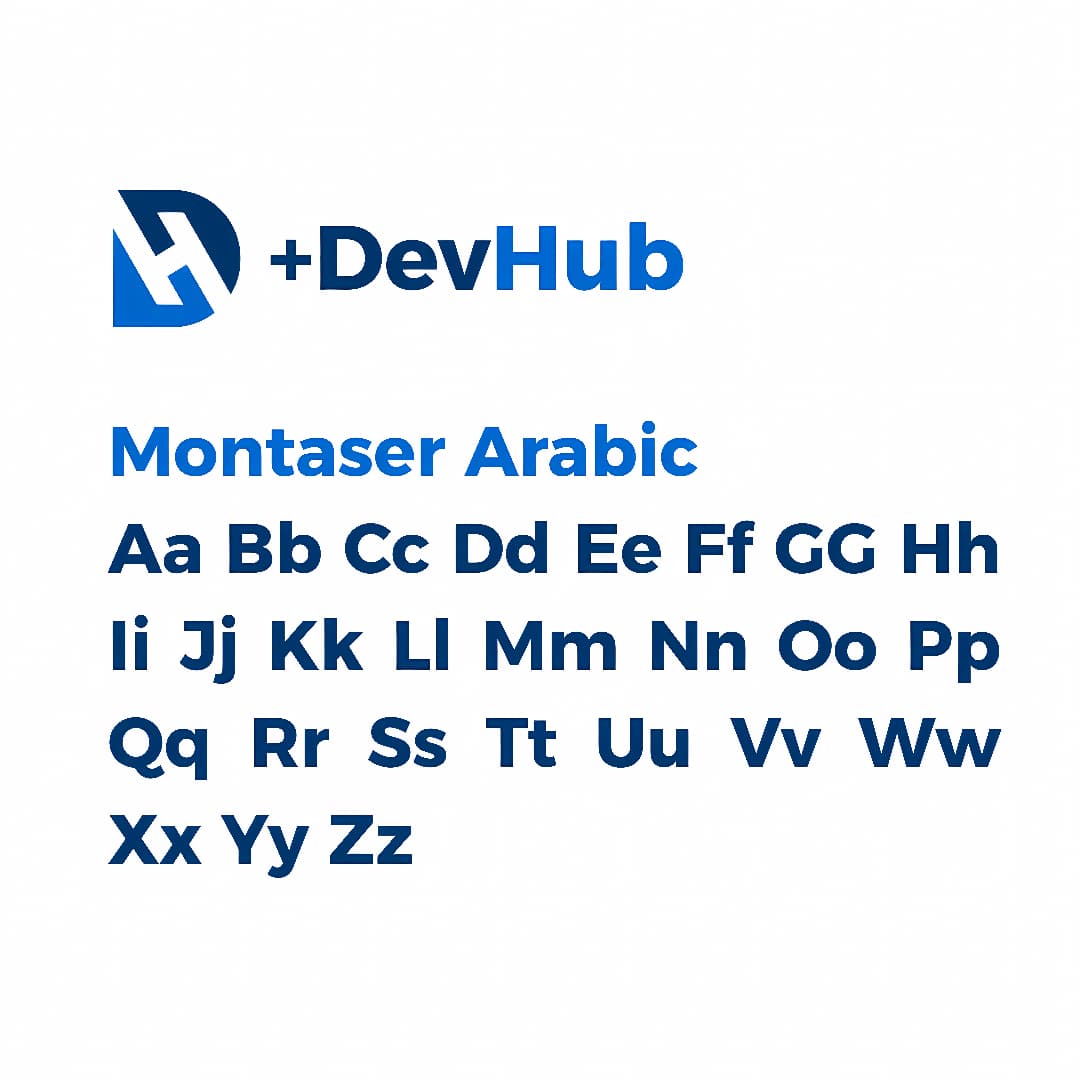 +DevHub
Montaser Arabic
Aa Bb Cc Dd Ee Ff GG Hh
Ii Jj Kk Ll Mm Nn Oo Pp
Qq Rr Ss Tt Uu Vv Ww
Xx Yy Zz